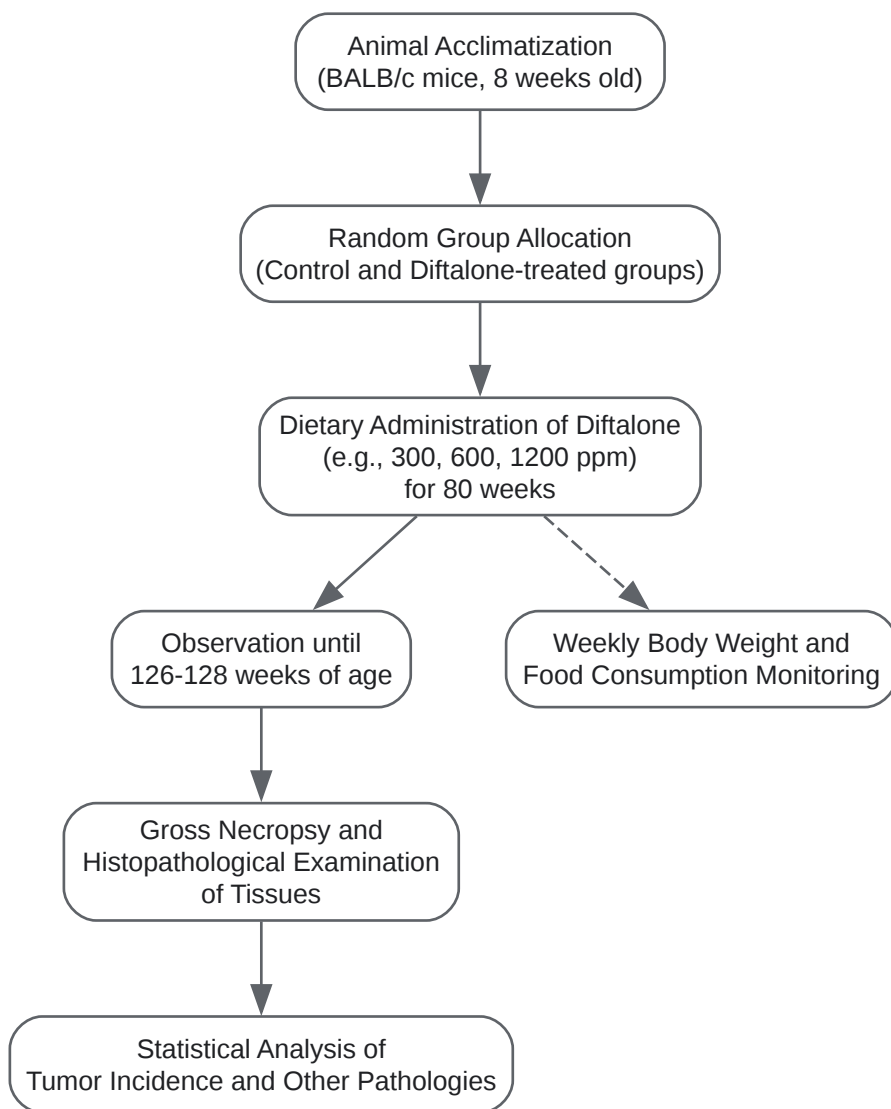 Animal Acclimatization
(BALB/c mice, 8 weeks old)
Random Group Allocation
(Control and Diftalone-treated groups)
Dietary Administration of Diftalone
(e.g., 300, 600, 1200 ppm)
for 80 weeks
Observation until
126-128 weeks of age
Weekly Body Weight and
Food Consumption Monitoring
Gross Necropsy and
Histopathological Examination
of Tissues
Statistical Analysis of
Tumor Incidence and Other Pathologies